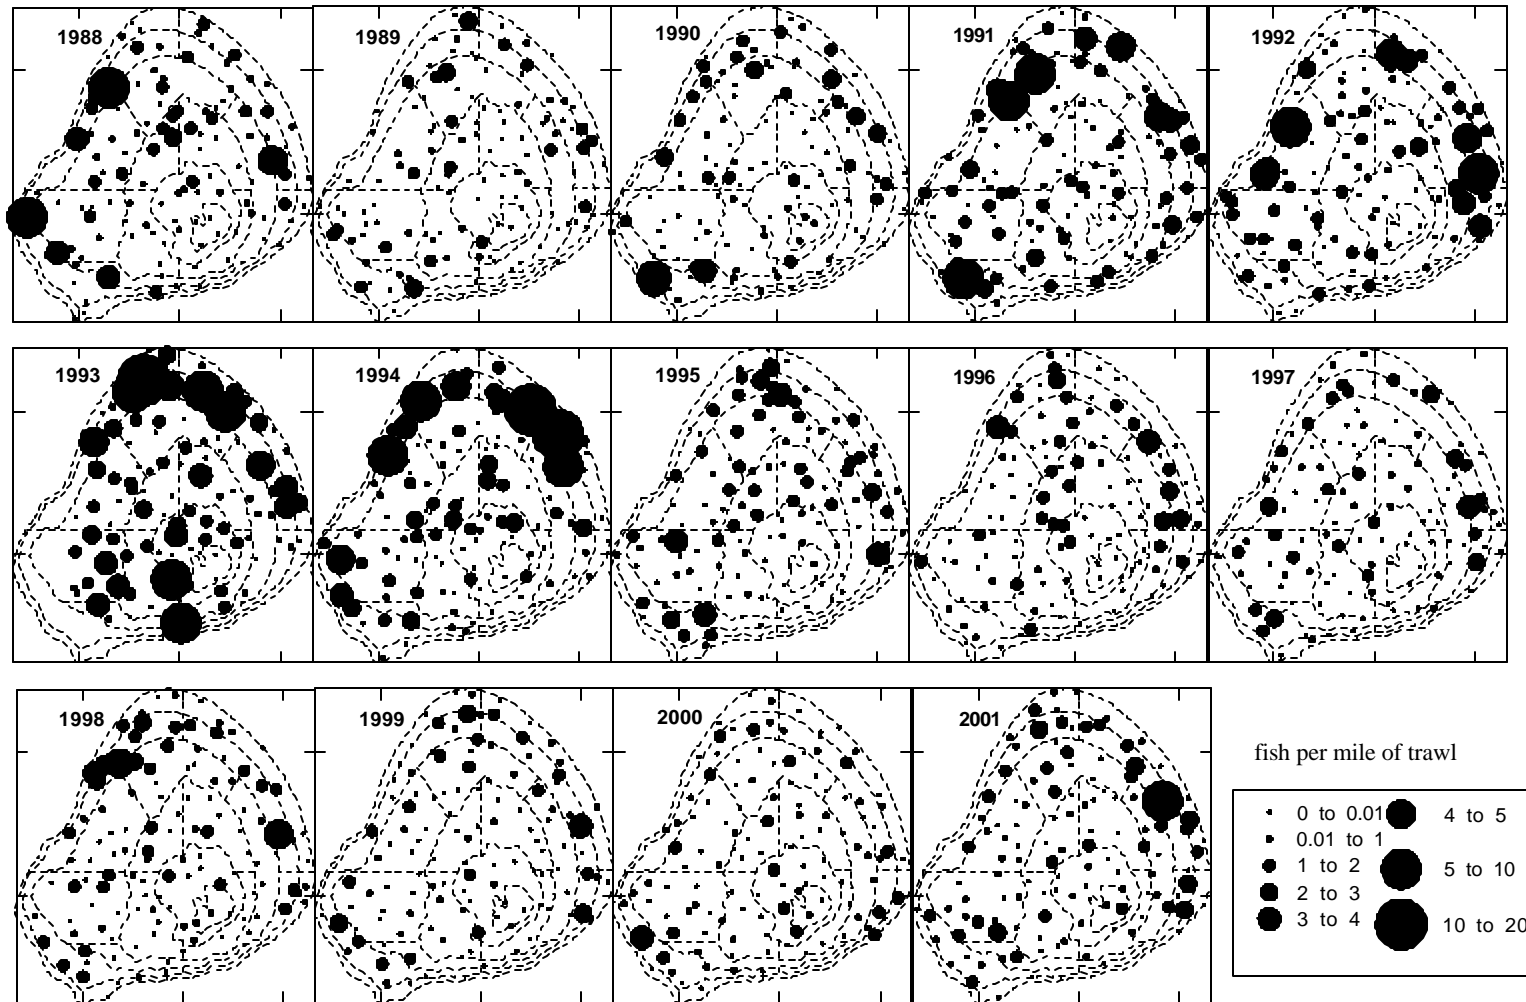 1988
1989
1990
1991
1992
1993
1994
1995
1996
1997
1998
1999
2000
2001
fish per mile of trawl
0 to 0.01
0.01 to 1
1 to 2
2 to 3
3 to 4
4 to 5
5 to 10
10 to 20